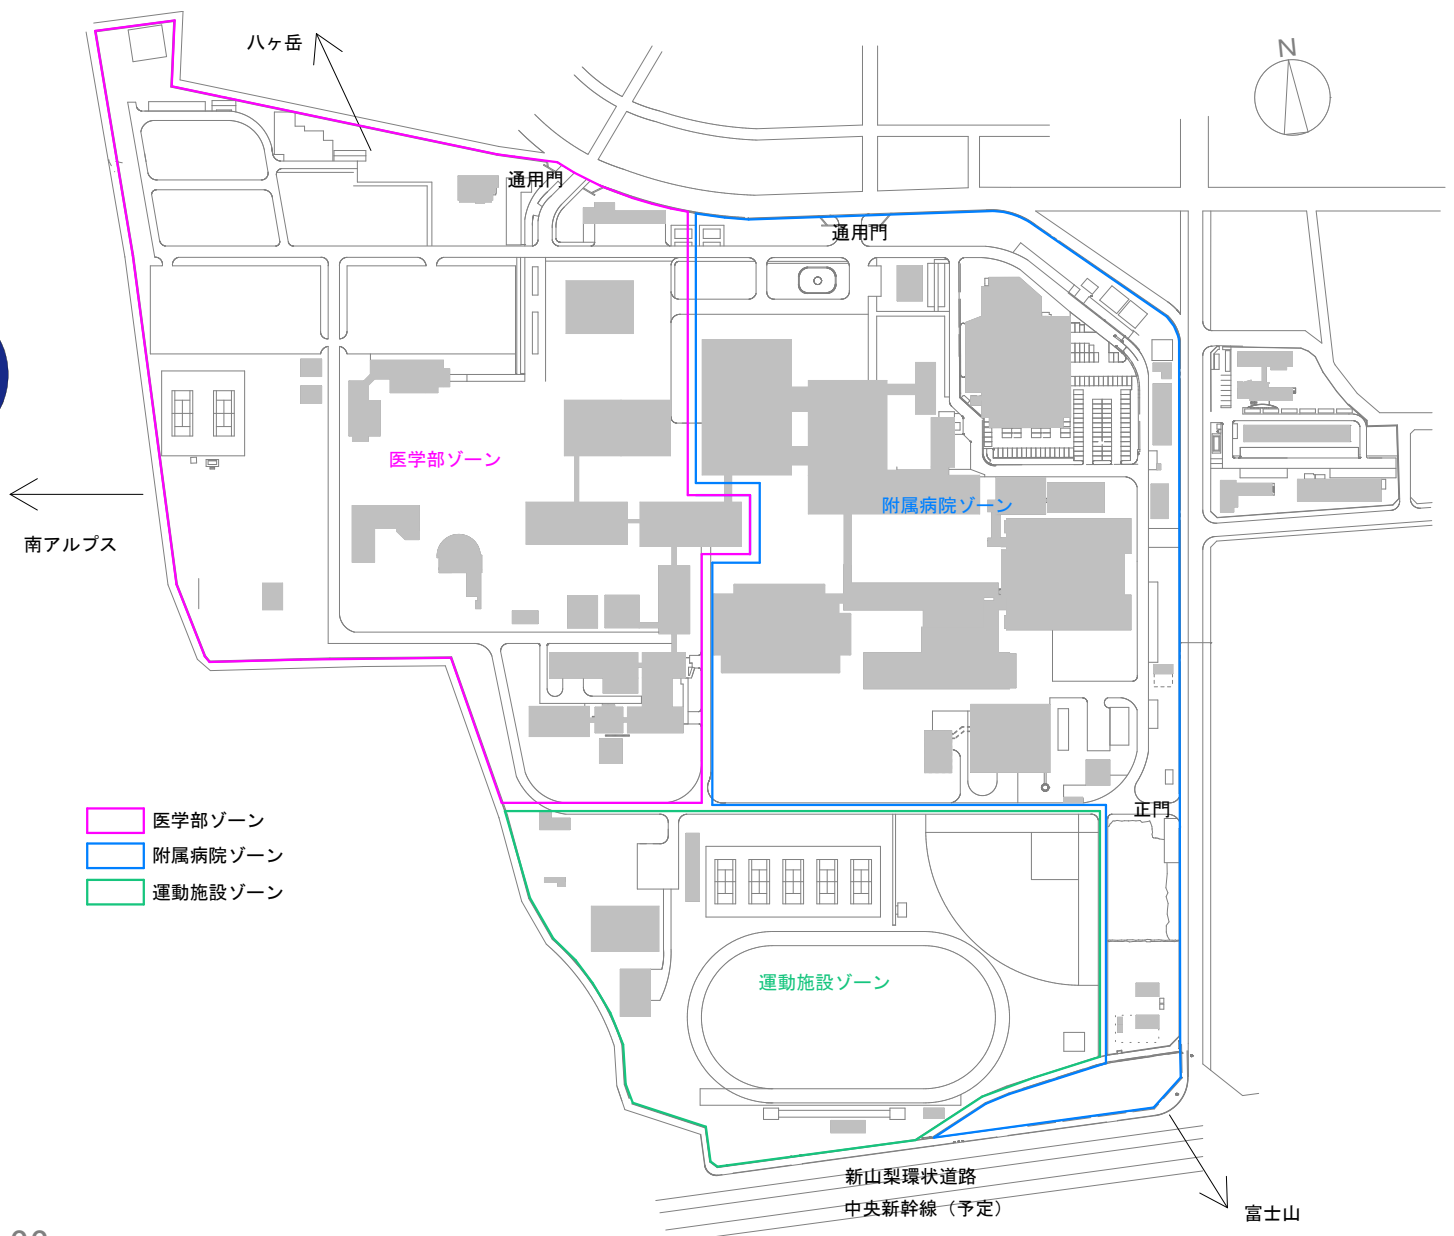 八ヶ岳
N
通用門
通用門
医学部ゾーン
附属病院ゾーン
南アルプス
医学部ゾーン
附属病院ゾーン
運動施設ゾーン
正門
運動施設ゾーン
新山梨環状道路
中央新幹線（予定）
富士山